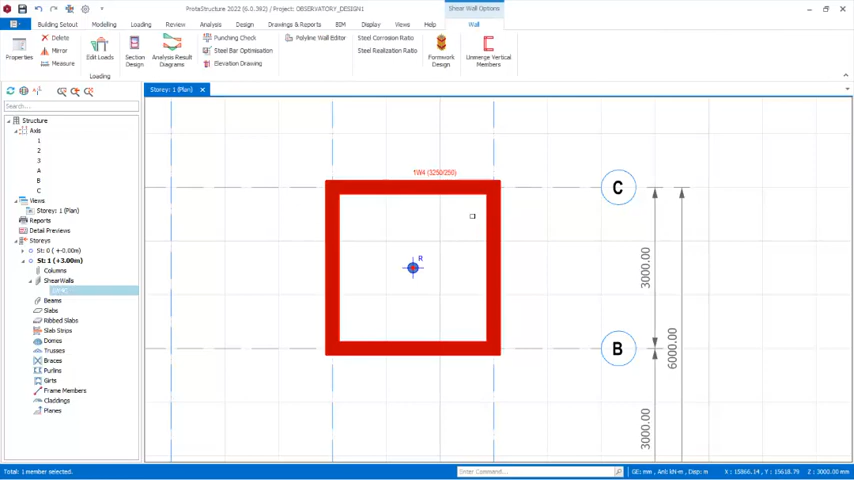 ProtaStructure 2022 (6.0.382) / Project: OBSERVATORY_DESIGN1
Shear Wall Options
Building Setout Modeling Loading Review Analysis Design Drawings & Reports BIM Display Views Help Wall
Properties
Delete
Mirror
Measure
Edit Loads
Loading
Section Design
Analysis Result Diagrams
Punching Check
Steel Bar Optimisation
Elevation Drawing
Polyline Wall Editor
Steel Corrosion Ratio
Steel Realization Ratio
Formwork Design
Unmerge Vertical Members
Storey: 1 (Plan)
Search...
Structure
Axis
1
2
3
A
B
C
Views
Storey: 1 (Plan)
Reports
Detail Previews
Storeys
St: 0 (+-0.00m)
St: 1 (+3.00m)
Columns
ShearWalls
Beams
Slabs
Ribbed Slabs
Slab Strips
Domes
Trusses
Braces
Purlins
Girts
Frame Members
Claddings
Planes
1W4 (3250/250)
R
C
B
3000.00
6000.00
3000.00
Total: 1 member selected.
Enter Command...
GE: mm , Anl: kN-m , Disp: m
X : 15866.14 , Y : 15618.79
Z : 3000.00 mm